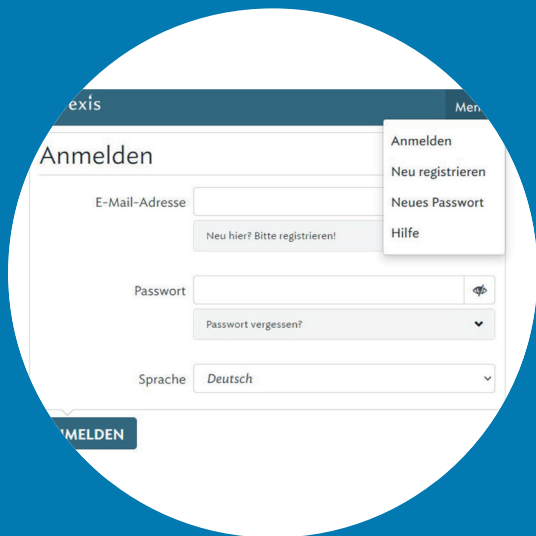 exis
Men
Anmelden
Neu registrieren
Neues Passwort
Hilfe
Anmelden
E-Mail-Adresse
Neu hier? Bitte registrieren!
Passwort
Passwort vergessen?
Sprache
Deutsch
MELDEN